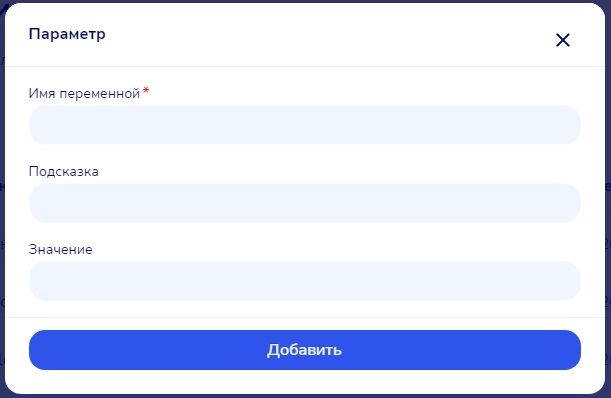 Параметр
Имя переменной *
Подсказка
Значение
Добавить